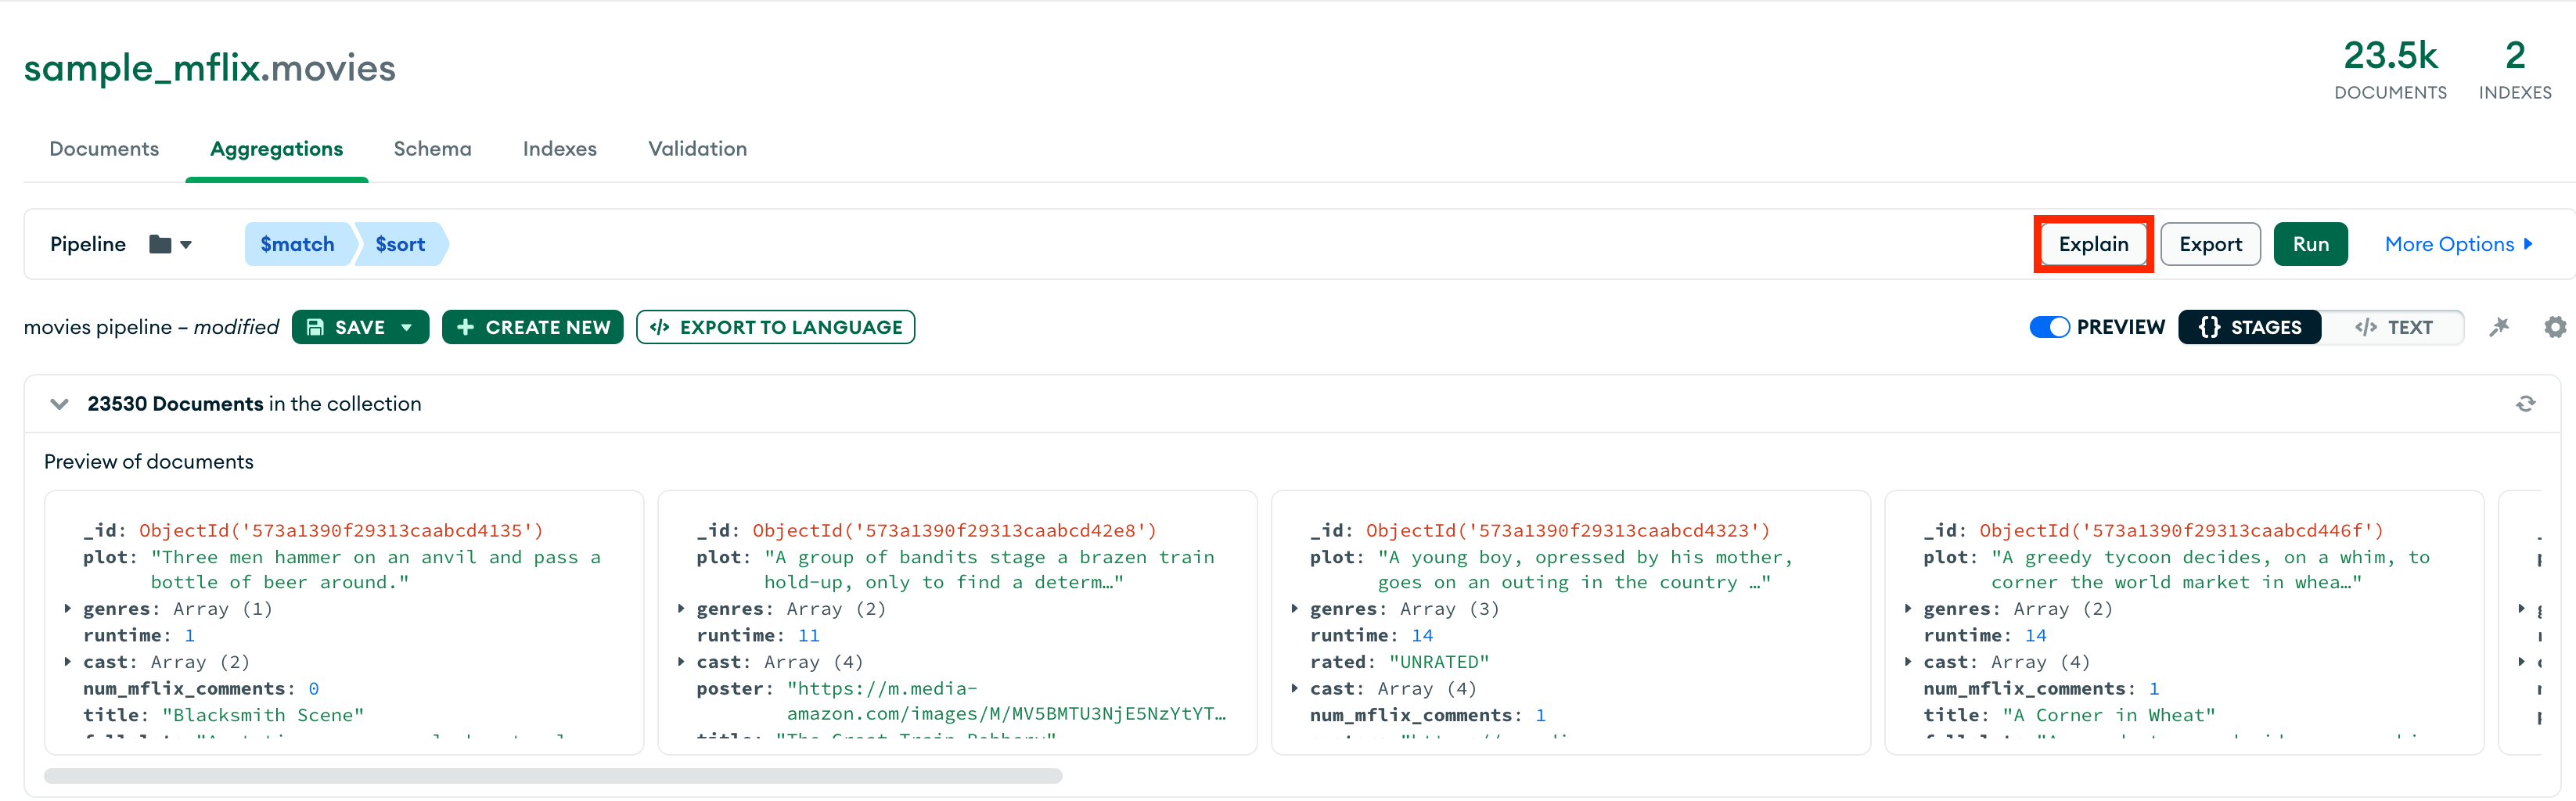 sample_mflix.movies
23.5k
DOCUMENTS
2
INDEXES
Documents Aggregations Schema Indexes Validation
Pipeline $match $sort Explain Export Run More Options
movies pipeline – modified SAVE CREATE NEW </> EXPORT TO LANGUAGE PREVIEW {} STAGES </> TEXT
23530 Documents in the collection
Preview of documents
_id: ObjectId('573a1390f29313caabcd4135')
plot: "Three men hammer on an anvil and pass a
bottle of beer around."
genres: Array (1)
runtime: 1
cast: Array (2)
num_mflix_comments: 0
title: "Blacksmith Scene"
_id: ObjectId('573a1390f29313caabcd42e8')
plot: "A group of bandits stage a brazen train
hold-up, only to find a determ…"
genres: Array (2)
runtime: 11
cast: Array (4)
poster: "https://m.media-
amazon.com/images/M/MV5BMTU3NjE5NzYtYT…
title: "The Great Train Robbery"
_id: ObjectId('573a1390f29313caabcd4323')
plot: "A young boy, opressed by his mother,
goes on an outing in the country …"
genres: Array (3)
runtime: 14
rated: "UNRATED"
cast: Array (4)
num_mflix_comments: 1
_id: ObjectId('573a1390f29313caabcd446f')
plot: "A greedy tycoon decides, on a whim, to
corner the world market in whea…"
genres: Array (2)
runtime: 14
cast: Array (4)
num_mflix_comments: 1
title: "A Corner in Wheat"